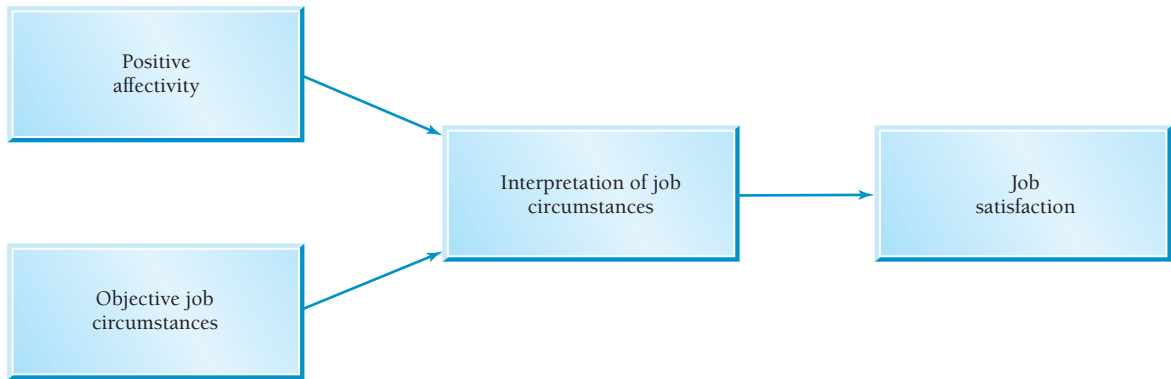 Positive
affectivity
Interpretation of job
circumstances
Job
satisfaction
Objective job
circumstances